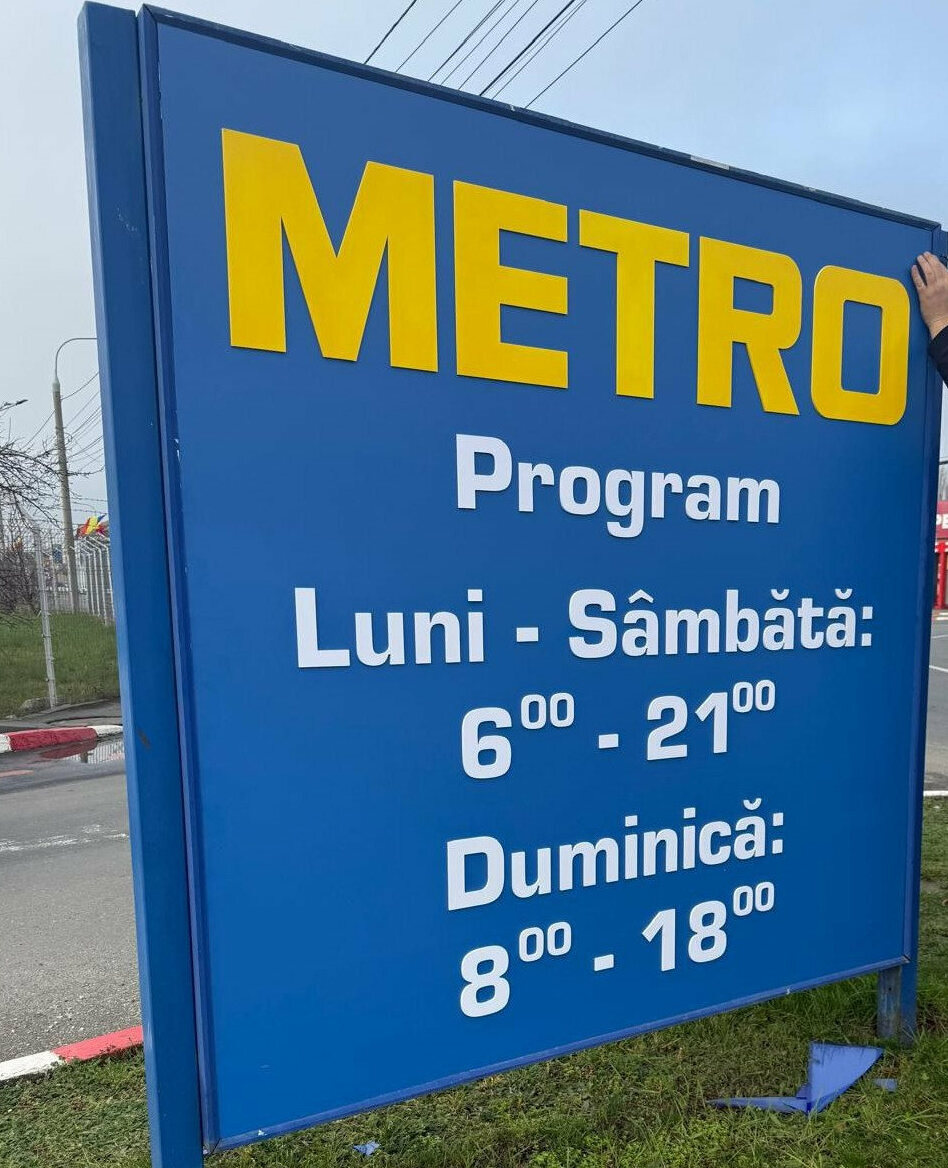 METRO
Program
Luni - Sâmbătă:
6⁰⁰ - 21⁰⁰
Duminică:
8⁰⁰ - 18⁰⁰